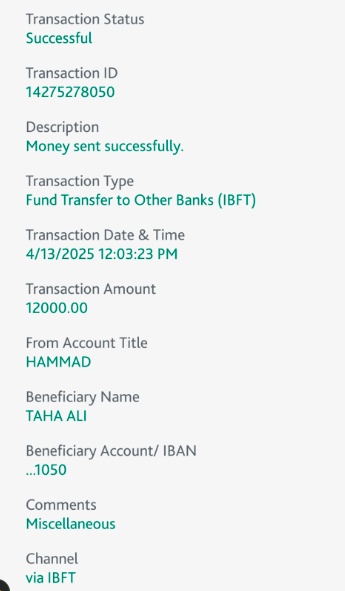 Transaction Status
Successful
Transaction ID
14275278050
Description
Money sent successfully.
Transaction Type
Fund Transfer to Other Banks (IBFT)
Transaction Date & Time
4/13/2025 12:03:23 PM
Transaction Amount
12000.00
From Account Title
HAMMAD
Beneficiary Name
TAHA ALI
Beneficiary Account/ IBAN
...1050
Comments
Miscellaneous
Channel
via IBFT